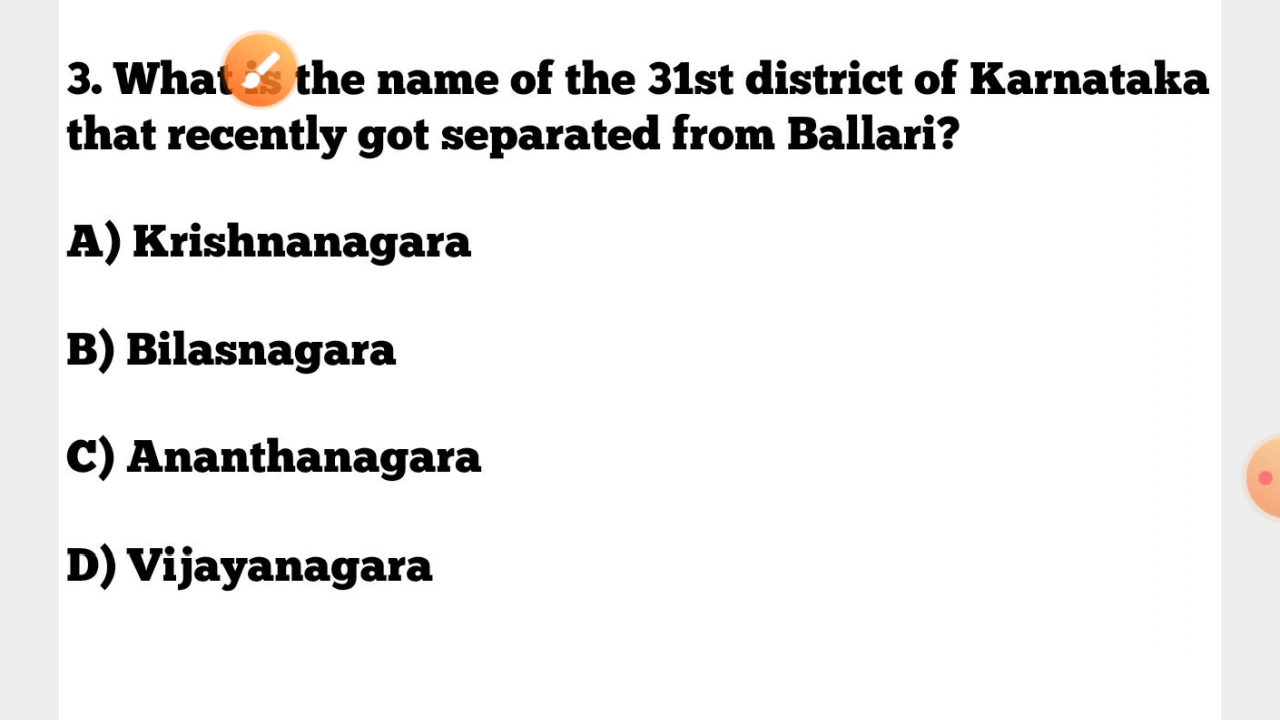 3. What is the name of the 31st district of Karnataka
that recently got separated from Ballari?
A) Krishnanagara
B) Bilasnagara
C) Ananthanagara
D) Vijayanagara